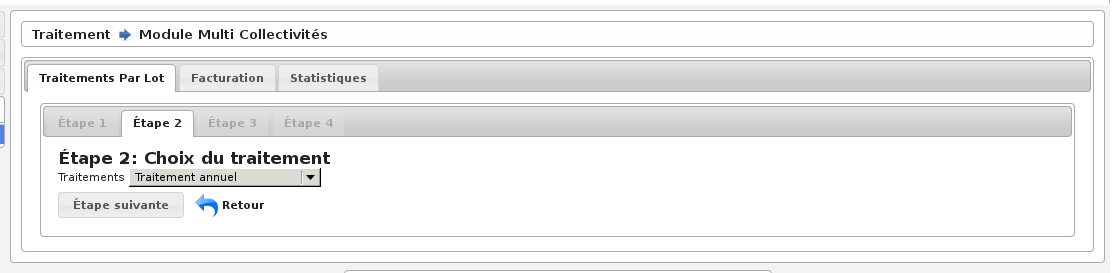 Traitement Module Multi Collectivités
Traitements Par Lot Facturation Statistiques
Étape 1 Étape 2 Étape 3 Étape 4
Étape 2: Choix du traitement
Traitements Traitement annuel
Étape suivante Retour